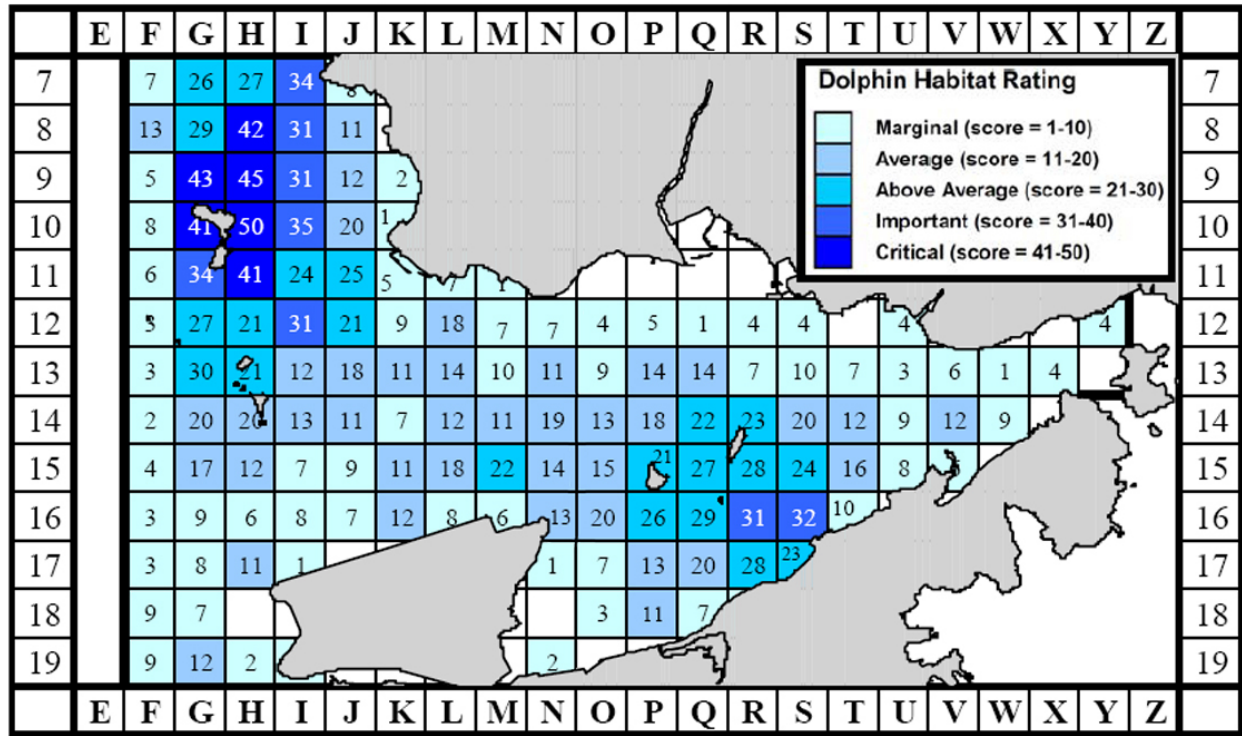 E F G H I J K L M N O P Q R S T U V W X Y Z
7 7 26 27 34 8 7
Dolphin Habitat Rating
8 13 29 42 31 11 8
Marginal (score = 1-10)
9 5 43 45 31 12 2 9
Average (score = 11-20)
Above Average (score = 21-30)
10 8 41 50 35 20 1 10
Important (score = 31-40)
Critical (score = 41-50)
11 6 34 41 24 25 5 7 1 11
12 27 21 31 21 9 18 7 7 4 5 1 4 4 4 4 12
13 3 30 21 12 18 11 14 10 11 9 14 14 7 10 7 3 6 1 4 13
14 2 20 20 13 11 7 12 11 19 13 18 22 23 20 12 9 12 9 14
15 4 17 12 7 9 11 18 22 14 15 21 27 28 24 16 8 15
16 3 9 6 8 7 12 8 6 13 20 26 29 31 32 10 16
17 3 8 11 1 1 7 13 20 28 23 17
18 9 7 3 11 7 18
19 9 12 2 2 19
E F G H I J K L M N O P Q R S T U V W X Y Z